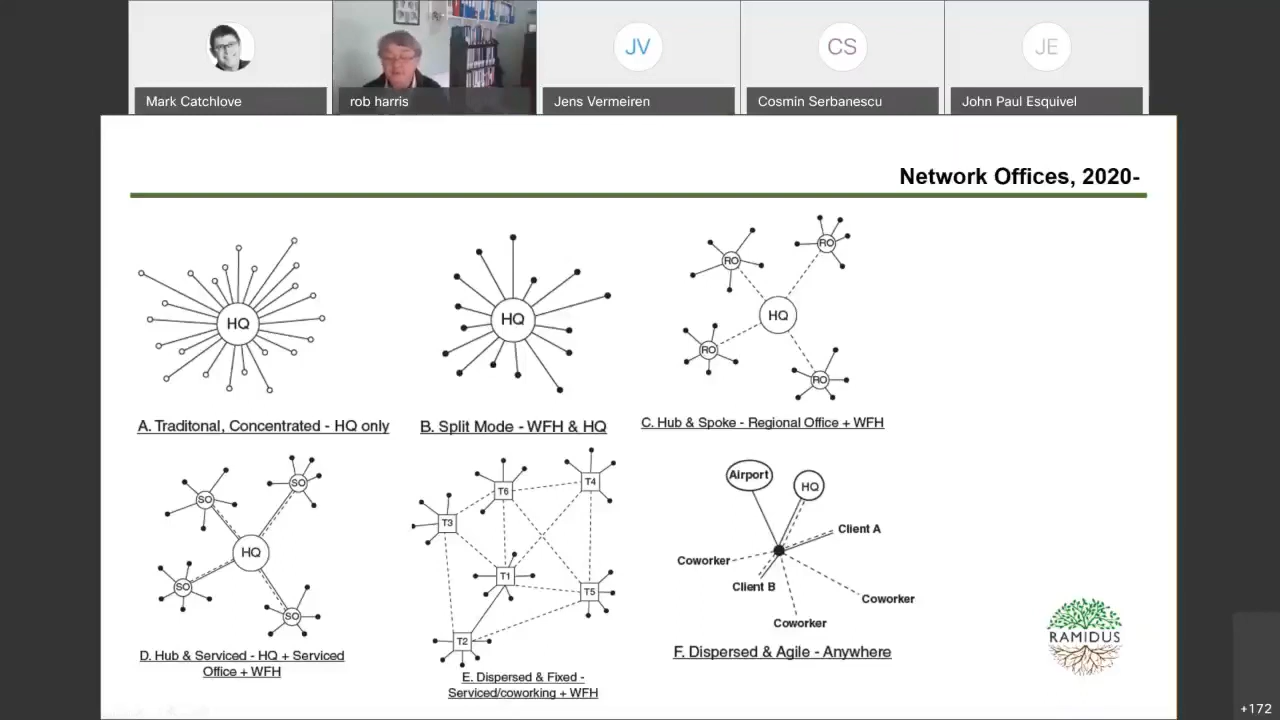 JV
CS
JE
Mark Catchlove
rob harris
Jens Vermeiren
Cosmin Serbanescu
John Paul Esquivel
Network Offices, 2020-
HQ
A. Traditonal, Concentrated - HQ only
HQ
B. Split Mode - WFH & HQ
RO
RO
HQ
RO
RO
C. Hub & Spoke - Regional Office + WFH
SO
SO
HQ
SO
SO
D. Hub & Serviced - HQ + Serviced
Office + WFH
T6
T4
T3
T1
T5
T2
E. Dispersed & Fixed -
Serviced/coworking + WFH
Airport
HQ
Client A
Coworker
Client B
Coworker
Coworker
F. Dispersed & Agile - Anywhere
RAMIDUS
+172